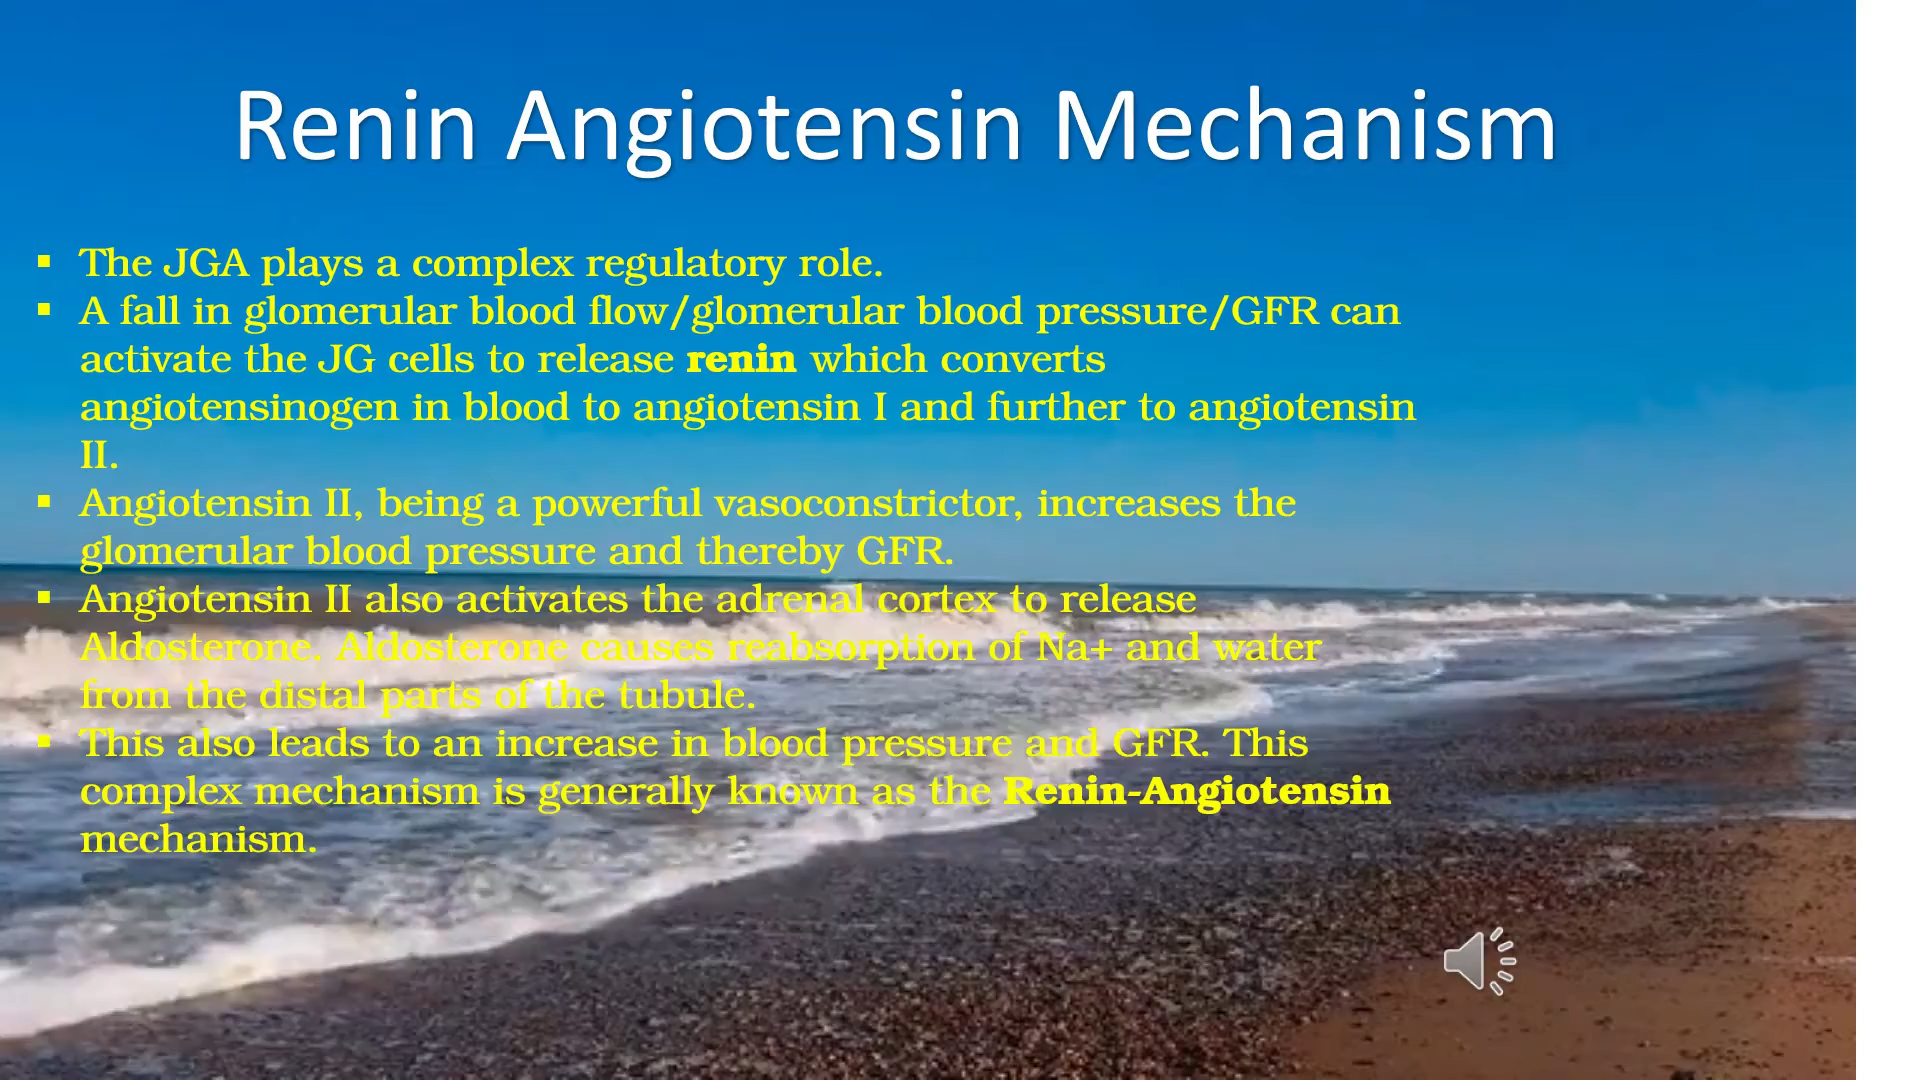 Renin Angiotensin Mechanism
▪ The JGA plays a complex regulatory role.
▪ A fall in glomerular blood flow/glomerular blood pressure/GFR can
activate the JG cells to release renin which converts
angiotensinogen in blood to angiotensin I and further to angiotensin
II.
▪ Angiotensin II, being a powerful vasoconstrictor, increases the
glomerular blood pressure and thereby GFR.
▪ Angiotensin II also activates the adrenal cortex to release
Aldosterone. Aldosterone causes reabsorption of Na+ and water
from the distal parts of the tubule.
▪ This also leads to an increase in blood pressure and GFR. This
complex mechanism is generally known as the Renin-Angiotensin
mechanism.